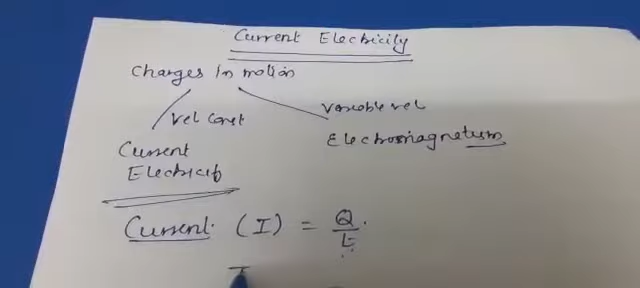 Current Electricity
Charges in motion
vel const
variable vel
Current
Electricity
Electromagnetism
Current (I) = Q/t
I